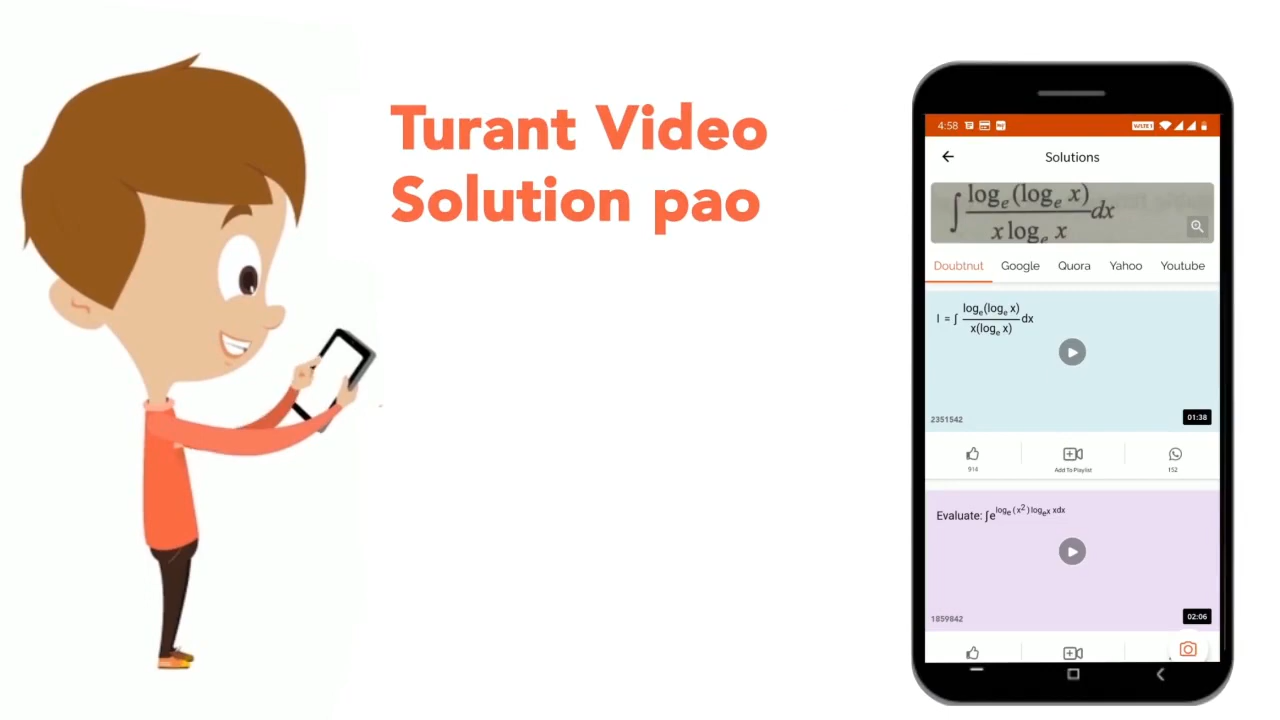 Turant Video
Solution pao
4:58
VoLTE1
Solutions
∫ logₑ(logₑ x) / x logₑ x dx
Doubtnut Google Quora Yahoo Youtube
I = ∫ logₑ(logₑ x) / x(logₑ x) dx
2351542 01:38
914 Add To Playlist 152
Evaluate: ∫e^logₑ(x²)logₑx xdx
1859842 02:06